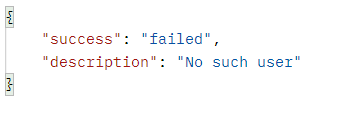 {
"success": "failed",
"description": "No such user"
}